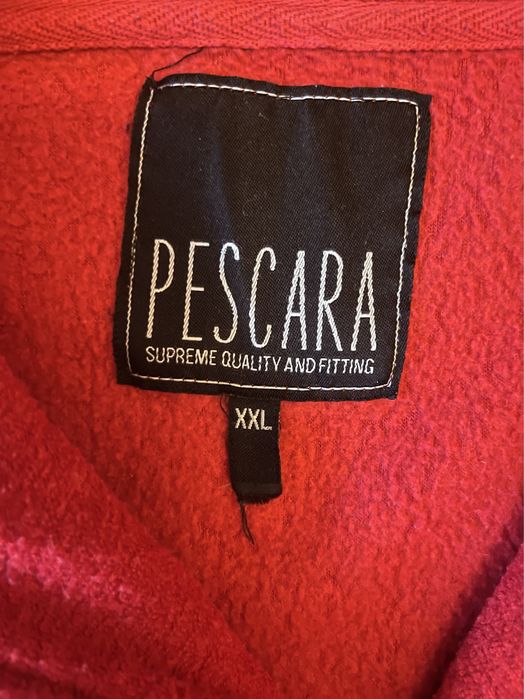 PESCARA
SUPREME QUALITY AND FITTING
XXL